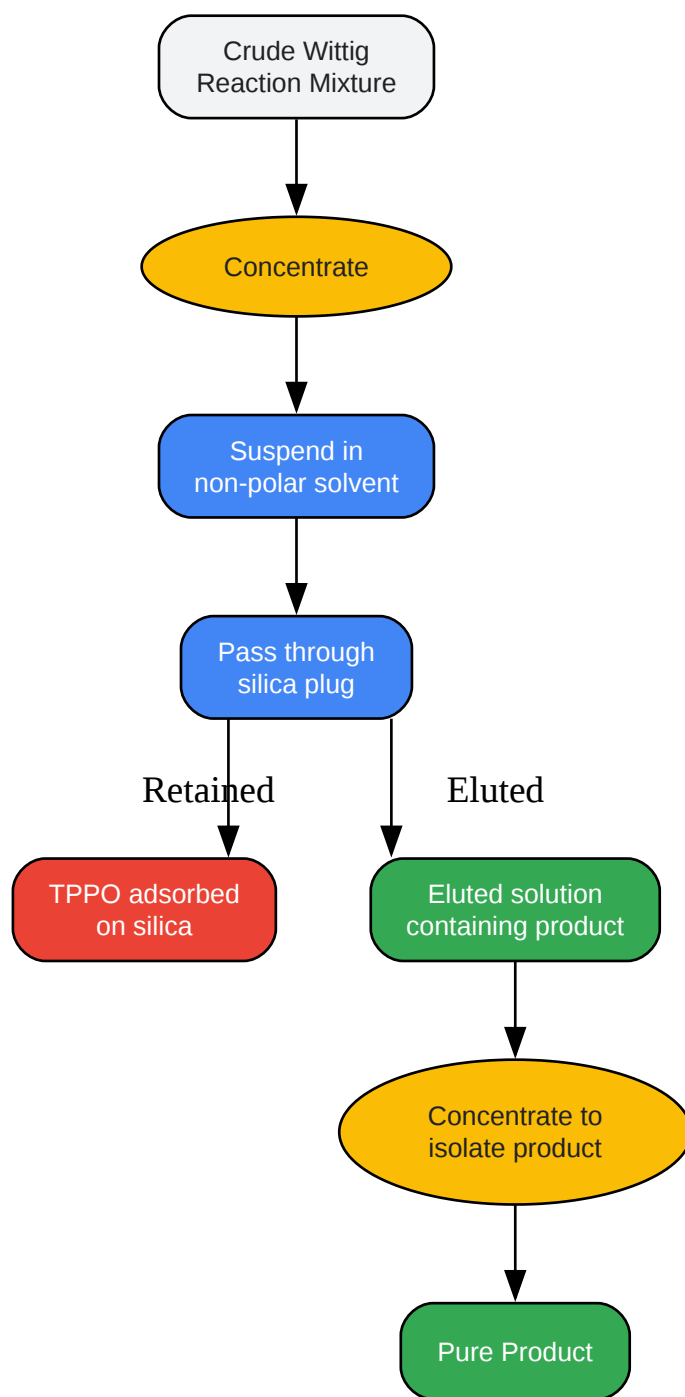 Crude Wittig
Reaction Mixture
Concentrate
Suspend in
non-polar solvent
Pass through
silica plug
Retained
Eluted
TPPO adsorbed
on silica
Eluted solution
containing product
Concentrate to
isolate product
Pure Product